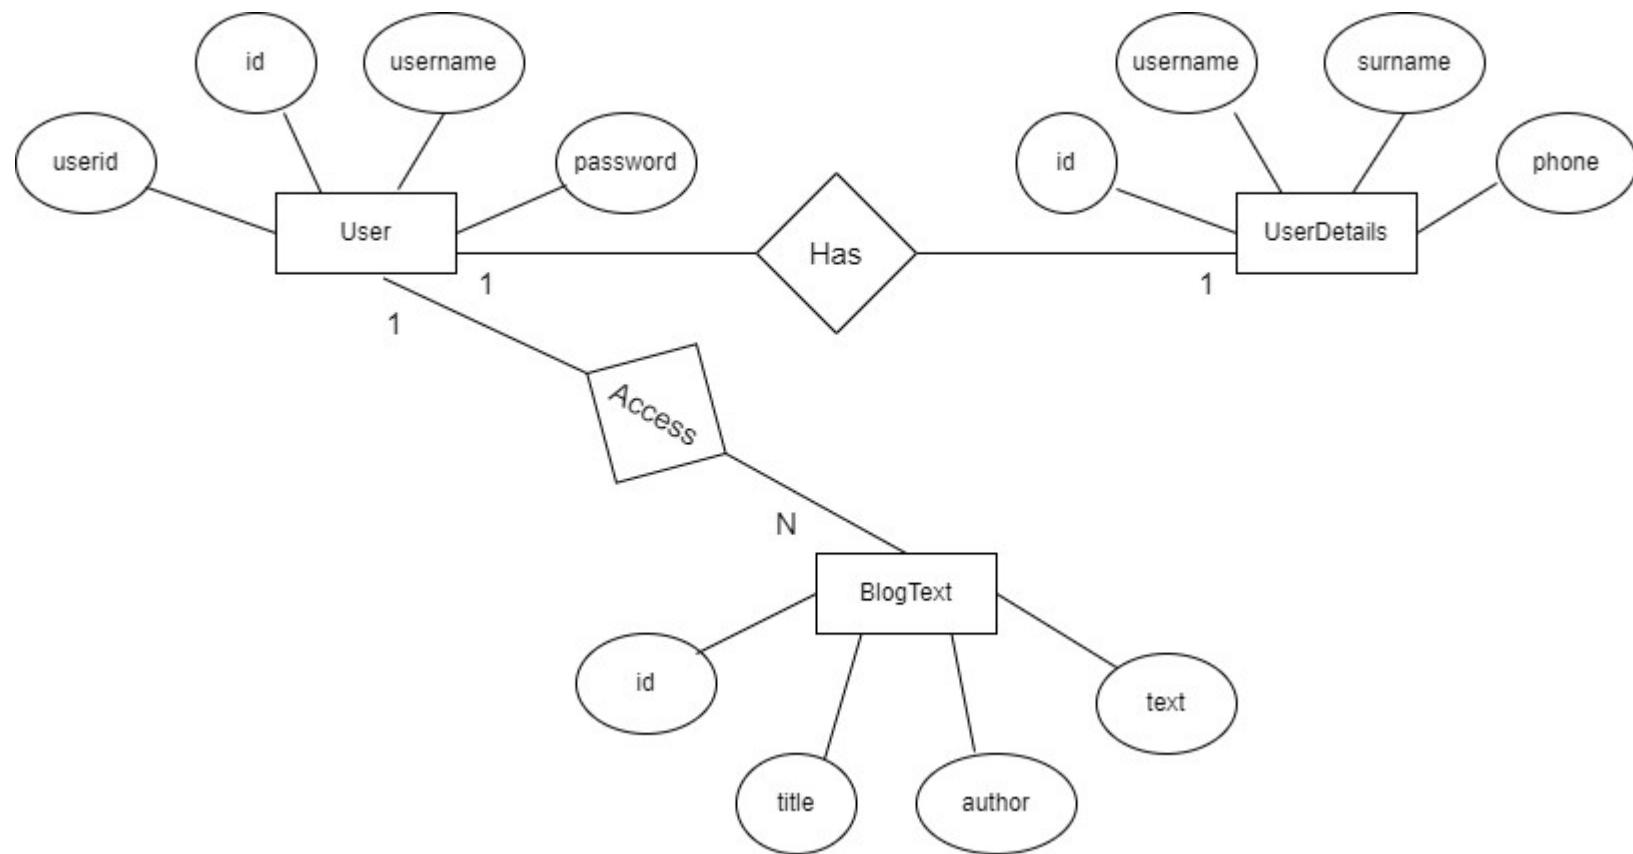 id
username
userid
password
User
username
surname
id
phone
UserDetails
Has
1
1
1
Access
N
BlogText
id
text
title
author